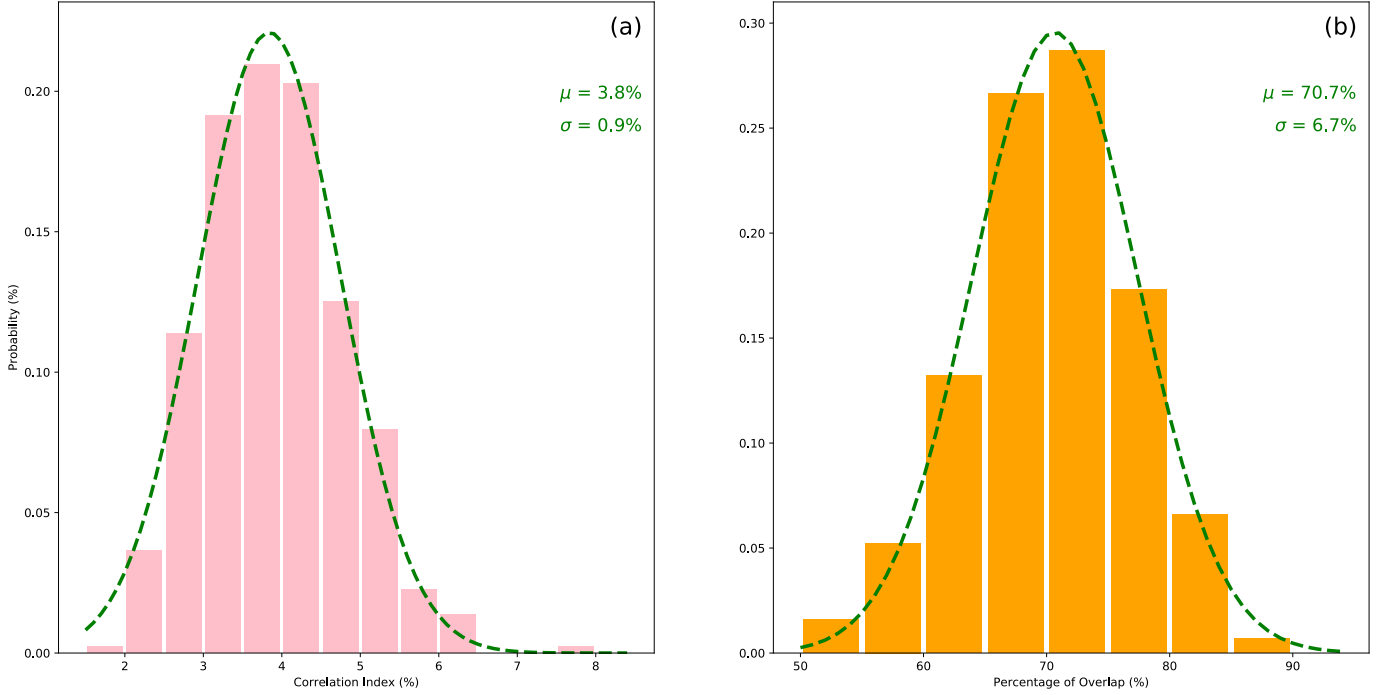 (a)
μ = 3.8%
σ = 0.9%
0.20
0.15
0.10
0.05
0.00
Probability (%)
2 3 4 5 6 7 8
Correlation Index (%)
(b)
μ = 70.7%
σ = 6.7%
0.30
0.25
0.20
0.15
0.10
0.05
0.00
50 60 70 80 90
Percentage of Overlap (%)